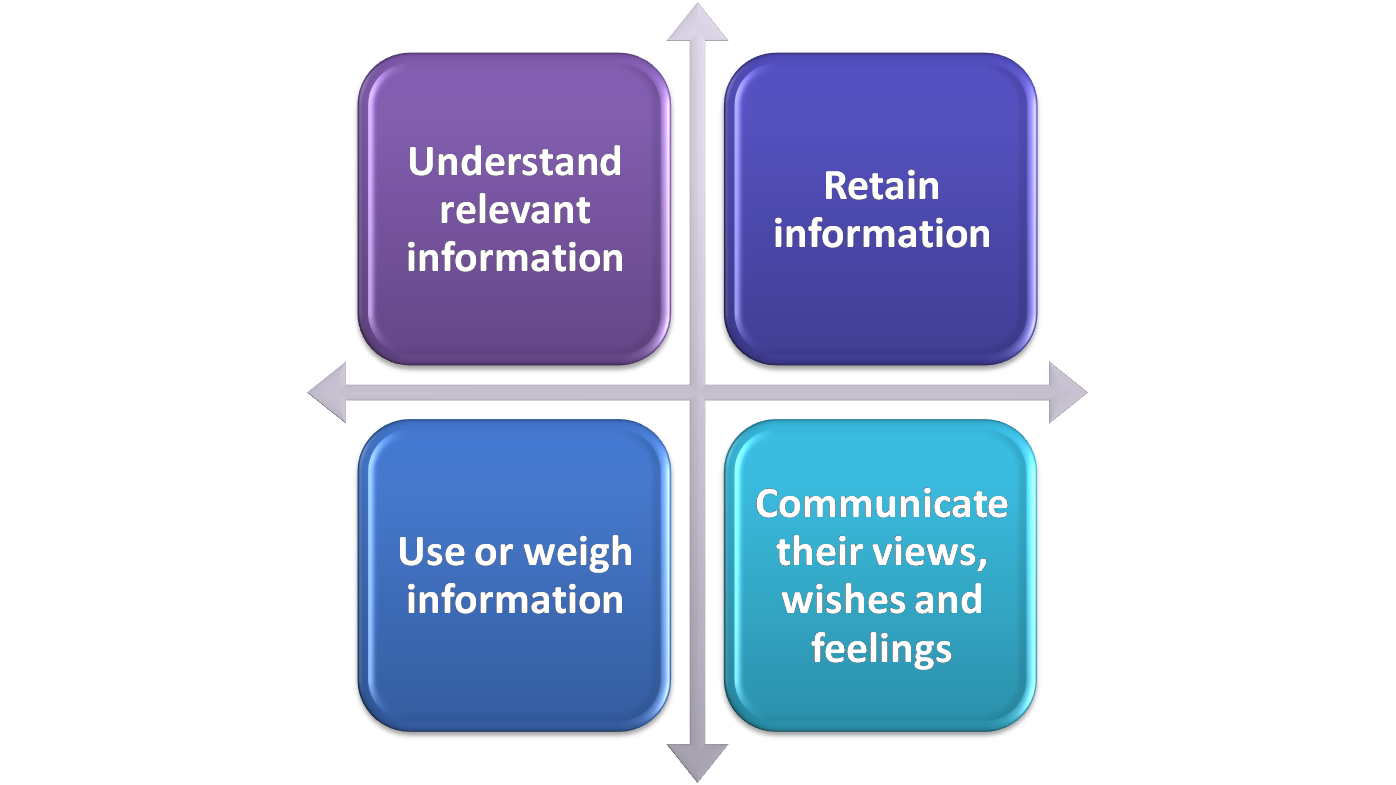 Understand
relevant
information
Retain
information
Use or weigh
information
Communicate
their views,
wishes and
feelings